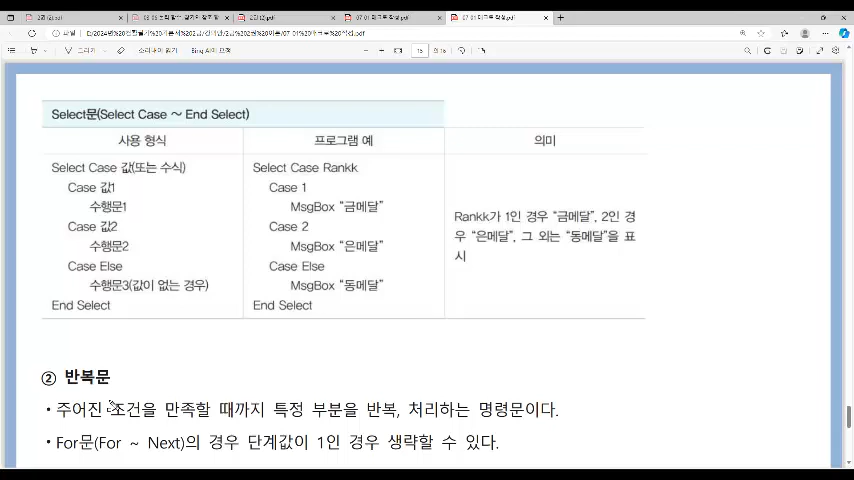 Select문(Select Case ~ End Select)
사용 형식
프로그램 예
의미
Select Case 값(또는 수식)
Case 값1
수행문1
Case 값2
수행문2
Case Else
수행문3(값이 없는 경우)
End Select
Select Case Rankk
Case 1
MsgBox “금메달”
Case 2
MsgBox “은메달”
Case Else
MsgBox “동메달”
End Select
Rankk가 1인 경우 “금메달”, 2인 경
우 “은메달”, 그 외는 “동메달”을 표
시
② 반복문
• 주어진 조건을 만족할 때까지 특정 부분을 반복, 처리하는 명령문이다.
• For문(For ~ Next)의 경우 단계값이 1인 경우 생략할 수 있다.